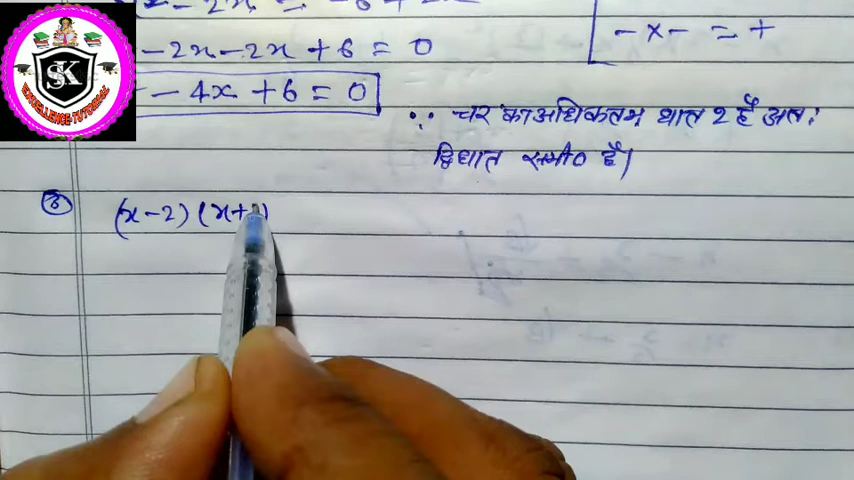 - 2x - 2x + 6 = 0
- 4x + 6 = 0
- × - = +
∵ चर का अधिकतम घात 2 है अतः
द्विघात समी० है।
(x-2) (x+
SK
EXCELLENCE TUTORIAL